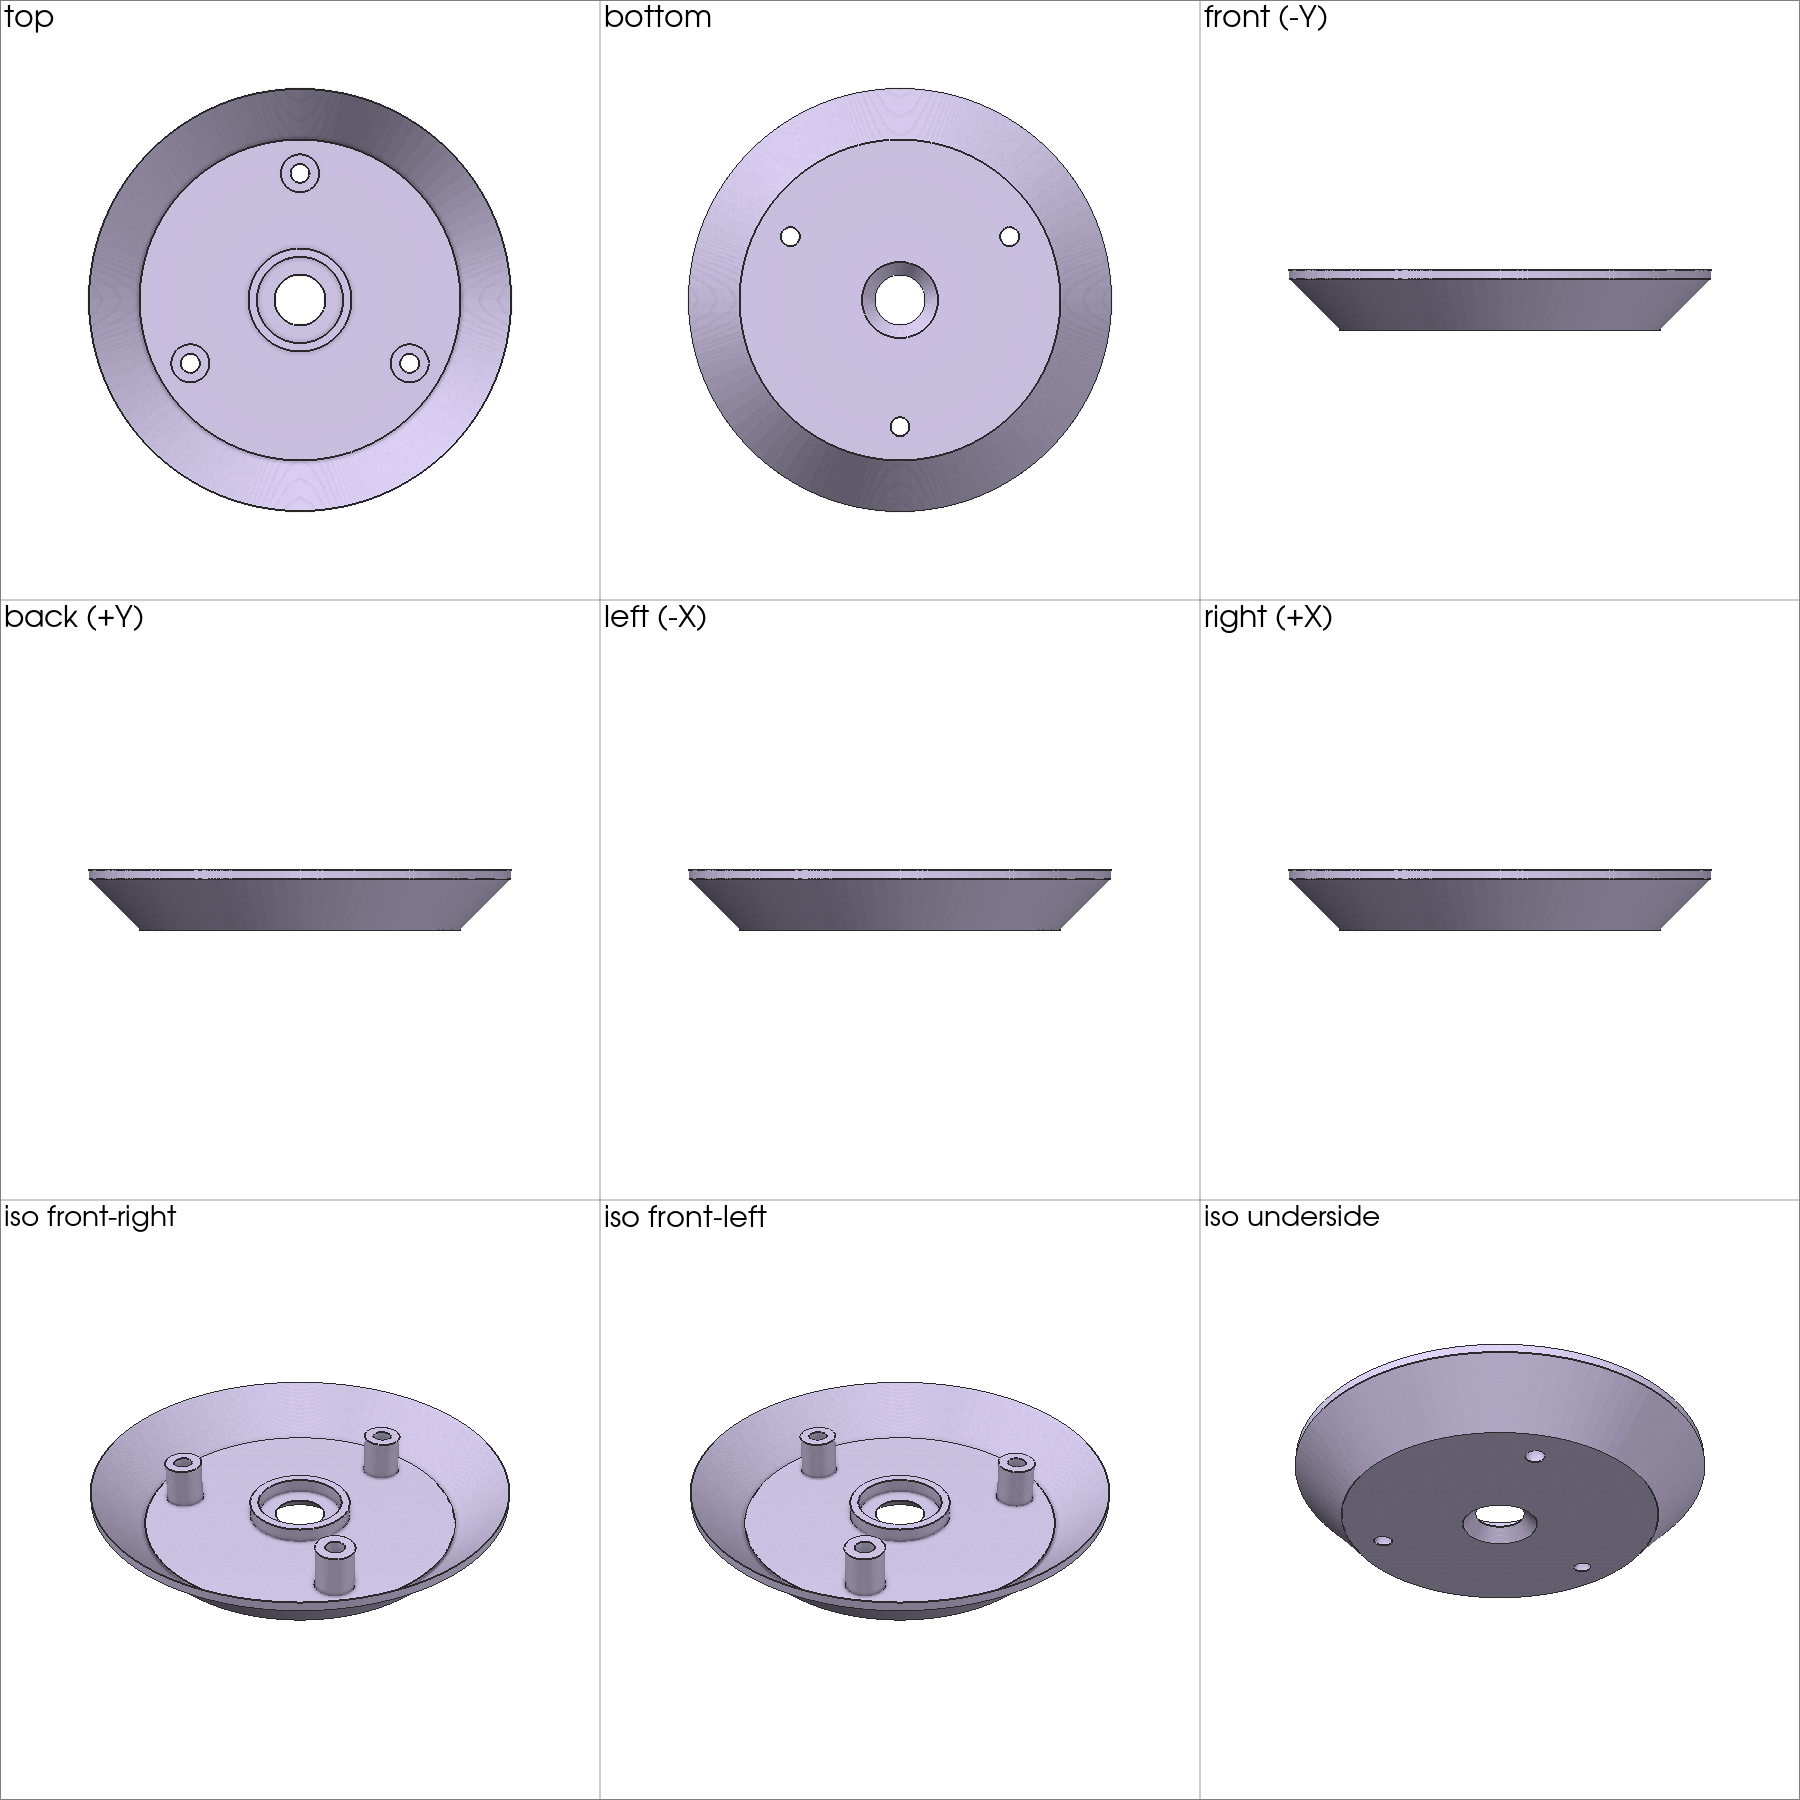 top
bottom
front (-Y)
back (+Y)
left (-X)
right (+X)
iso front-right
iso front-left
iso underside